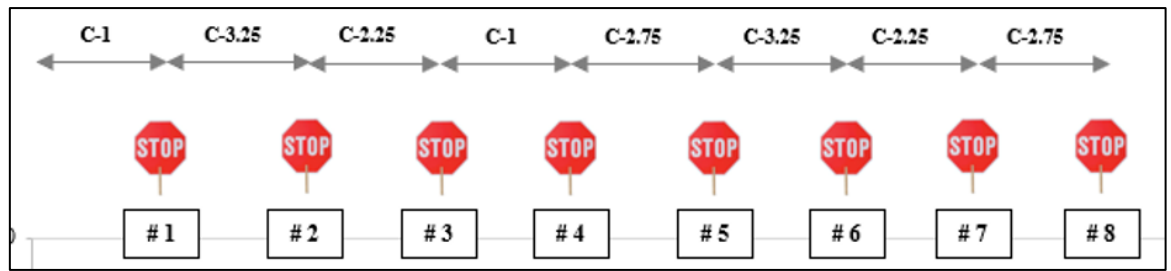 C-1 C-3.25 C-2.25 C-1 C-2.75 C-3.25 C-2.25 C-2.75
STOP STOP STOP STOP STOP STOP STOP STOP
# 1 # 2 # 3 # 4 # 5 # 6 # 7 # 8